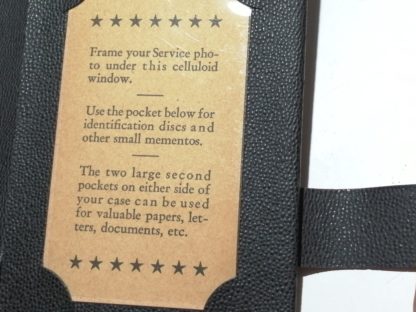 Frame your Service pho-
to under this celluloid
window.
Use the pocket below for
identification discs and
other small mementos.
The two large second
pockets on either side of
your case can be used
for valuable papers, let-
ters, documents, etc.